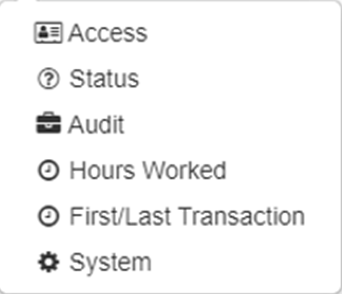 Access
Status
Audit
Hours Worked
First/Last Transaction
System